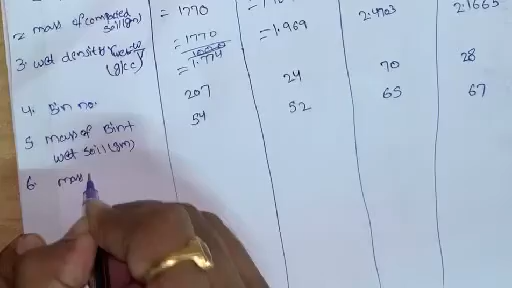 2. mass of compacted = 1770 2.4703 2.1665
soil (gm)
3. wet density = 1770 = 1.969
(g/cc) = 1.774
4. Bin no. 207 24 70 28
5 Mass of Bin + 54 52 65 67
wet soil (gm)
6. mas